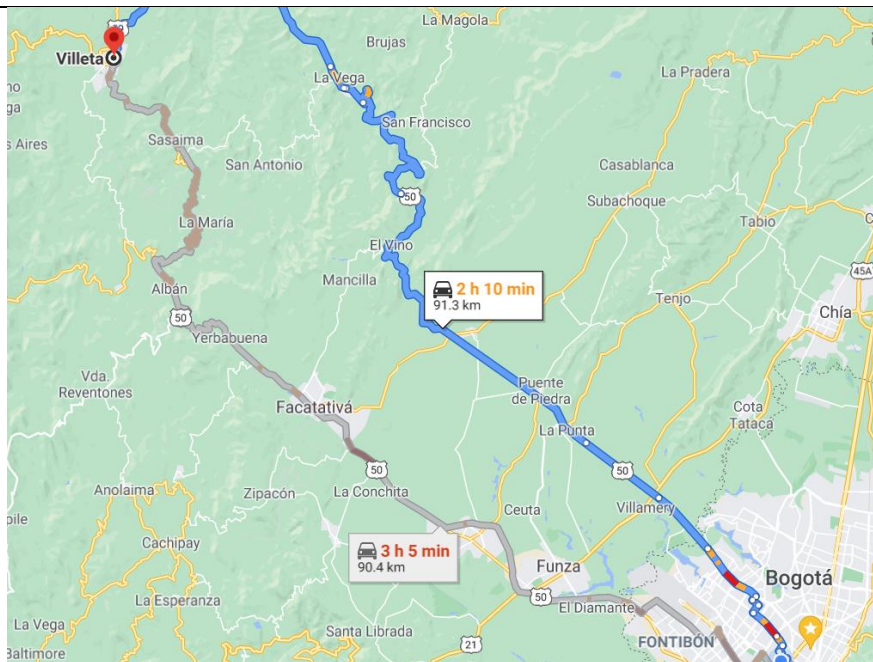 La Magola
Villeta
Brujas
La Vega
La Pradera
San Francisco
Sasaima
San Antonio
Casablanca
s Aires
50
Subachoque
La María
Tabio
El Vino
Mancilla
2 h 10 min
91.3 km
45A
Albán
Tenjo
Chía
50
Yerbabuena
Vda.
Reventones
Puente
de Piedra
Facatativá
Cota
Tataca
La Punta
50
50
Anolaima
Zipacón
La Conchita
Ceuta
Villamery
pile
Cachipay
3 h 5 min
90.4 km
Funza
Bogotá
50
La Esperanza
El Diamante
La Vega
Santa Librada
21
FONTIBÓN
Baltimore